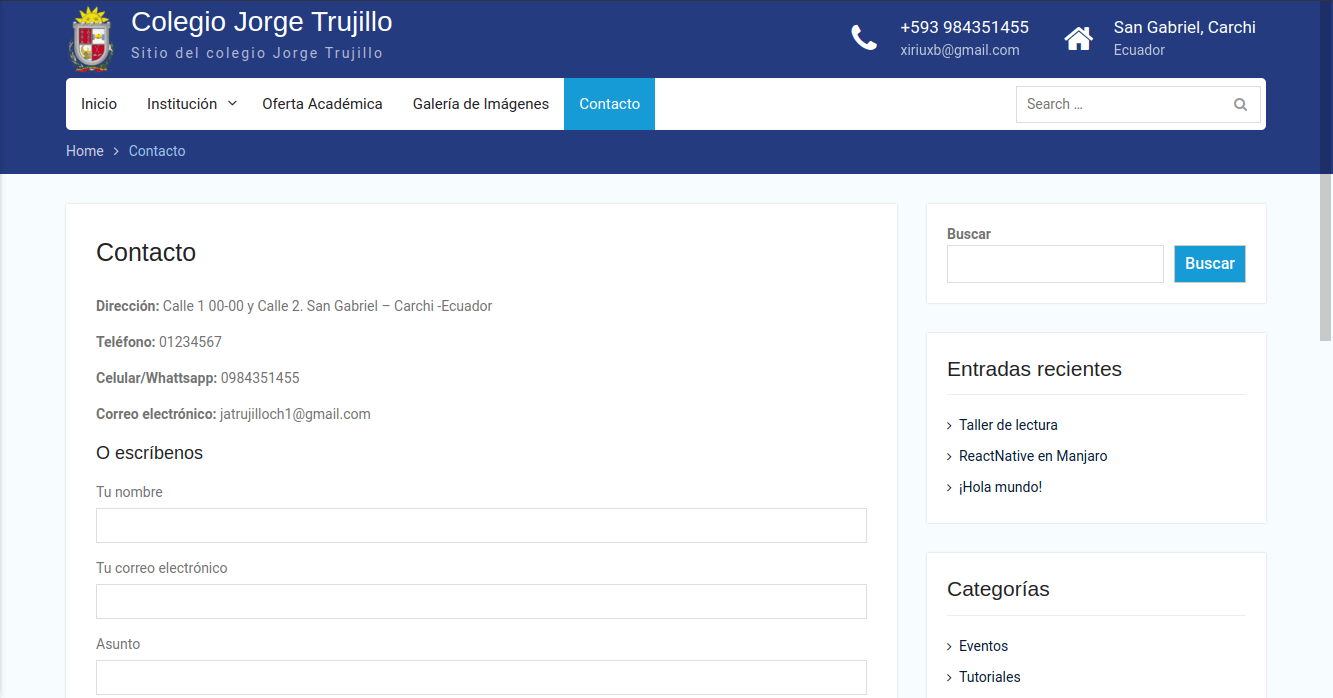 Colegio Jorge Trujillo
Sitio del colegio Jorge Trujillo
+593 984351455
xiriuxb@gmail.com
San Gabriel, Carchi
Ecuador
Inicio Institución Oferta Académica Galería de Imágenes Contacto Search …
Home Contacto
Contacto
Dirección: Calle 1 00-00 y Calle 2. San Gabriel – Carchi -Ecuador
Teléfono: 01234567
Celular/Whattsapp: 0984351455
Correo electrónico: jatrujilloch1@gmail.com
O escríbenos
Tu nombre
Tu correo electrónico
Asunto
Buscar
Buscar
Entradas recientes
Taller de lectura
ReactNative en Manjaro
¡Hola mundo!
Categorías
Eventos
Tutoriales